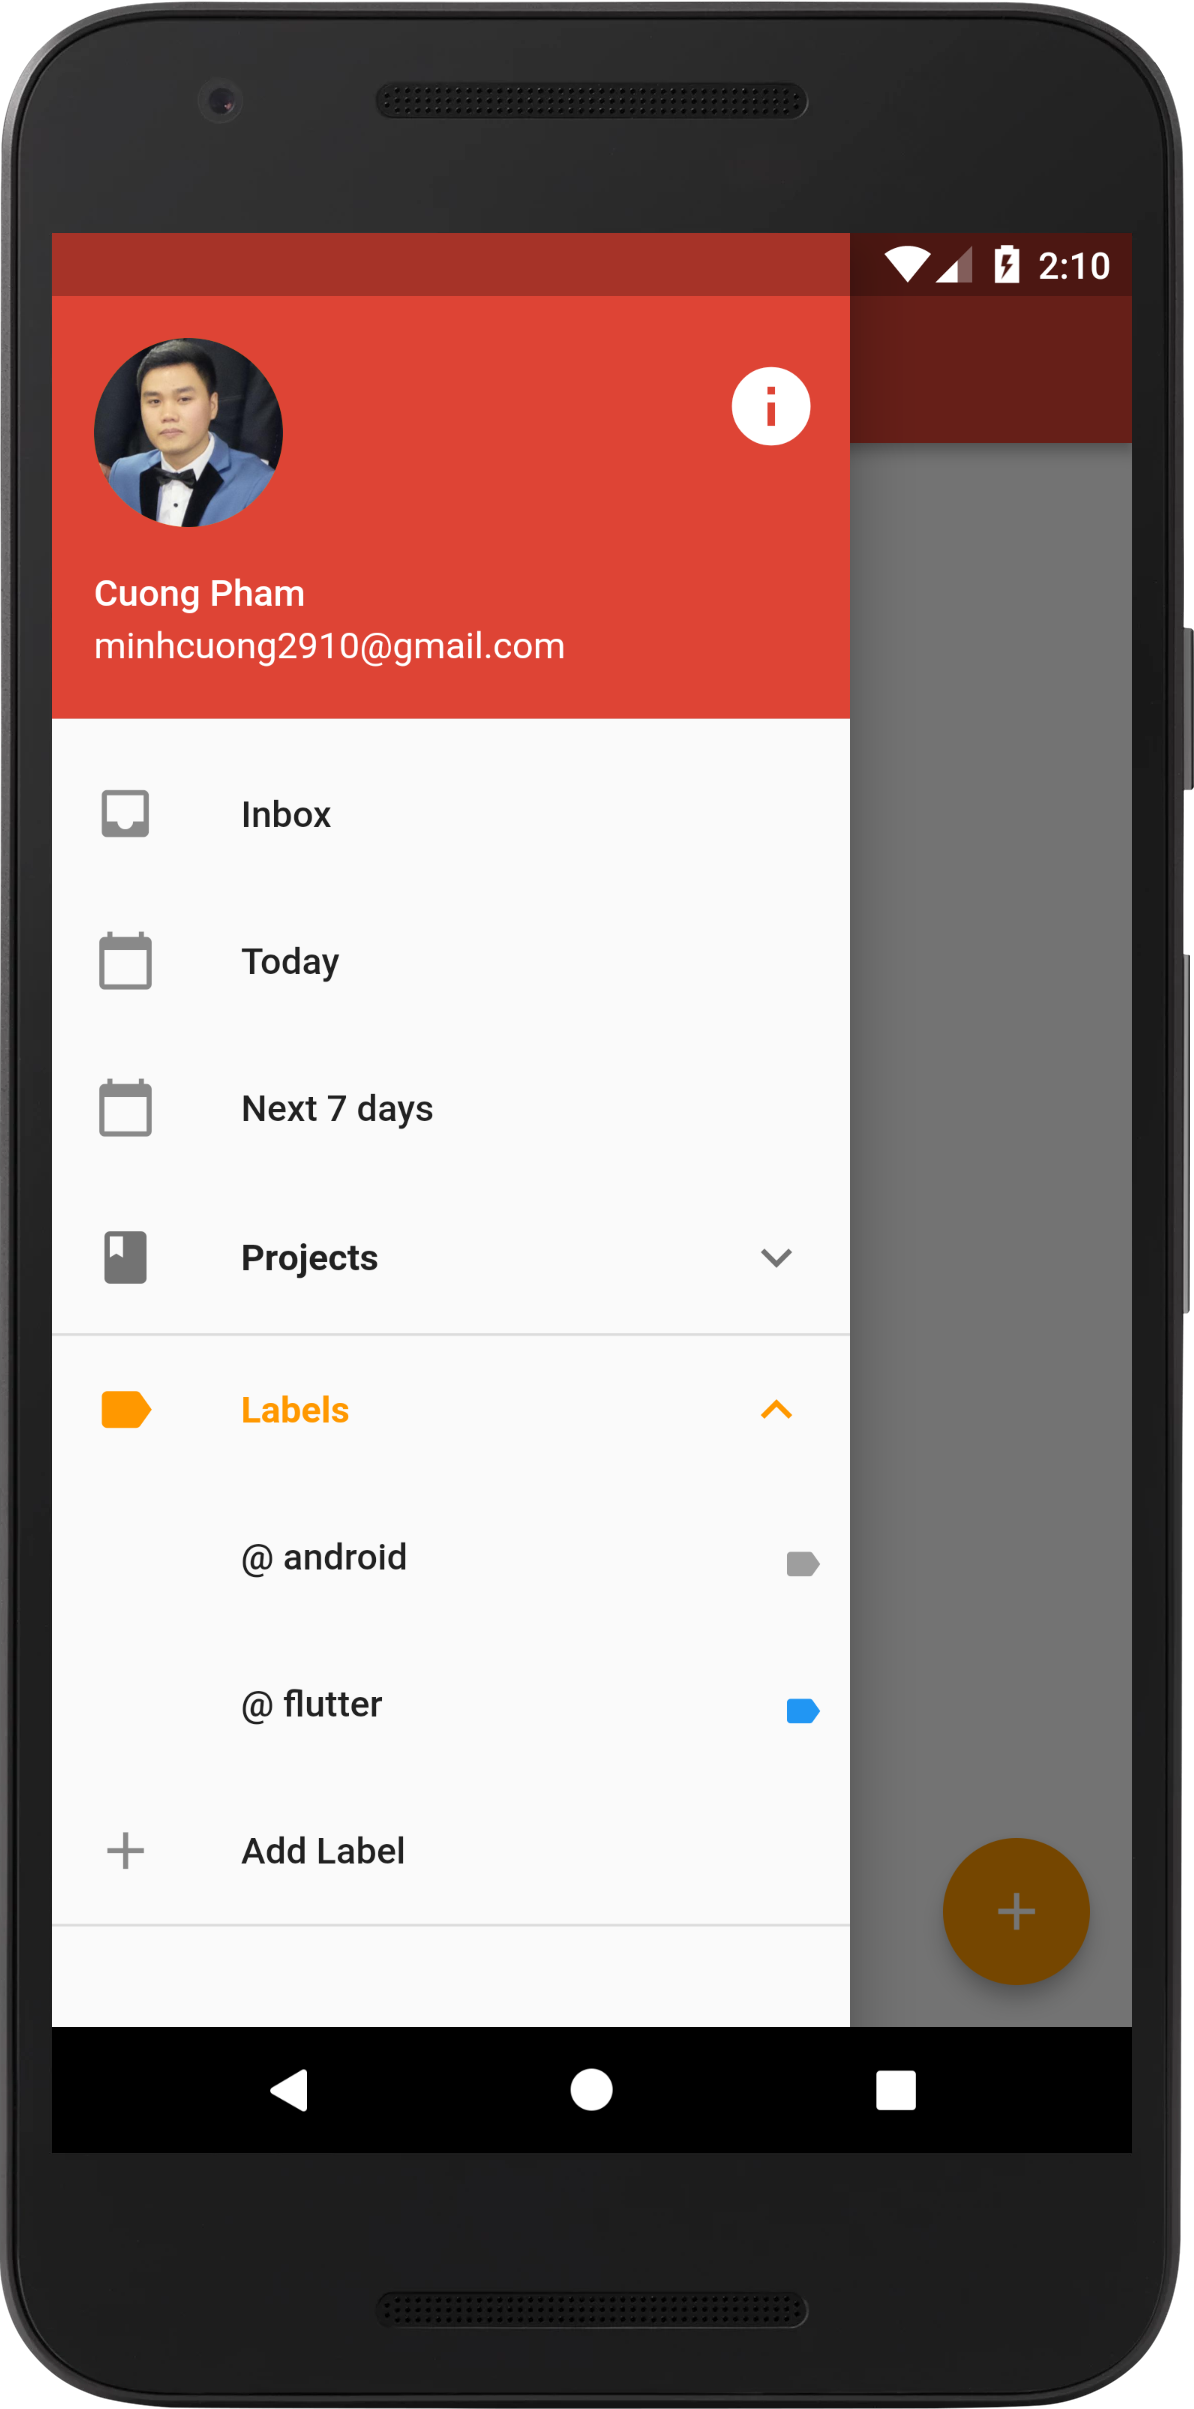 2:10
Cuong Pham
minhcuong2910@gmail.com
Inbox
Today
Next 7 days
Projects
Labels
@ android
@ flutter
Add Label